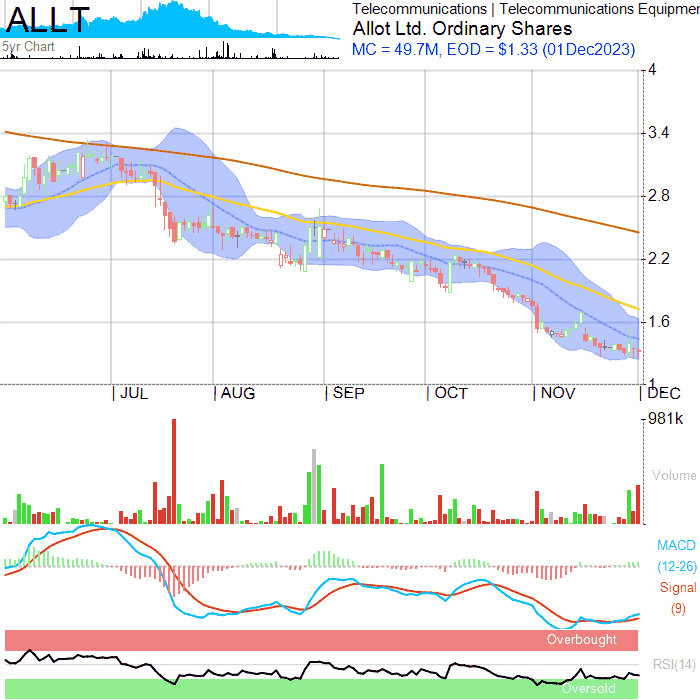 ALLT
5yr Chart
Telecommunications | Telecommunications Equipmen
Allot Ltd. Ordinary Shares
MC = 49.7M, EOD = $1.33 (01Dec2023)
4
3.4
2.8
2.2
1.6
1
JUL AUG SEP OCT NOV DEC
981k
Volume
MACD
(12-26)
Signal
(9)
Overbought
RSI(14)
Oversold